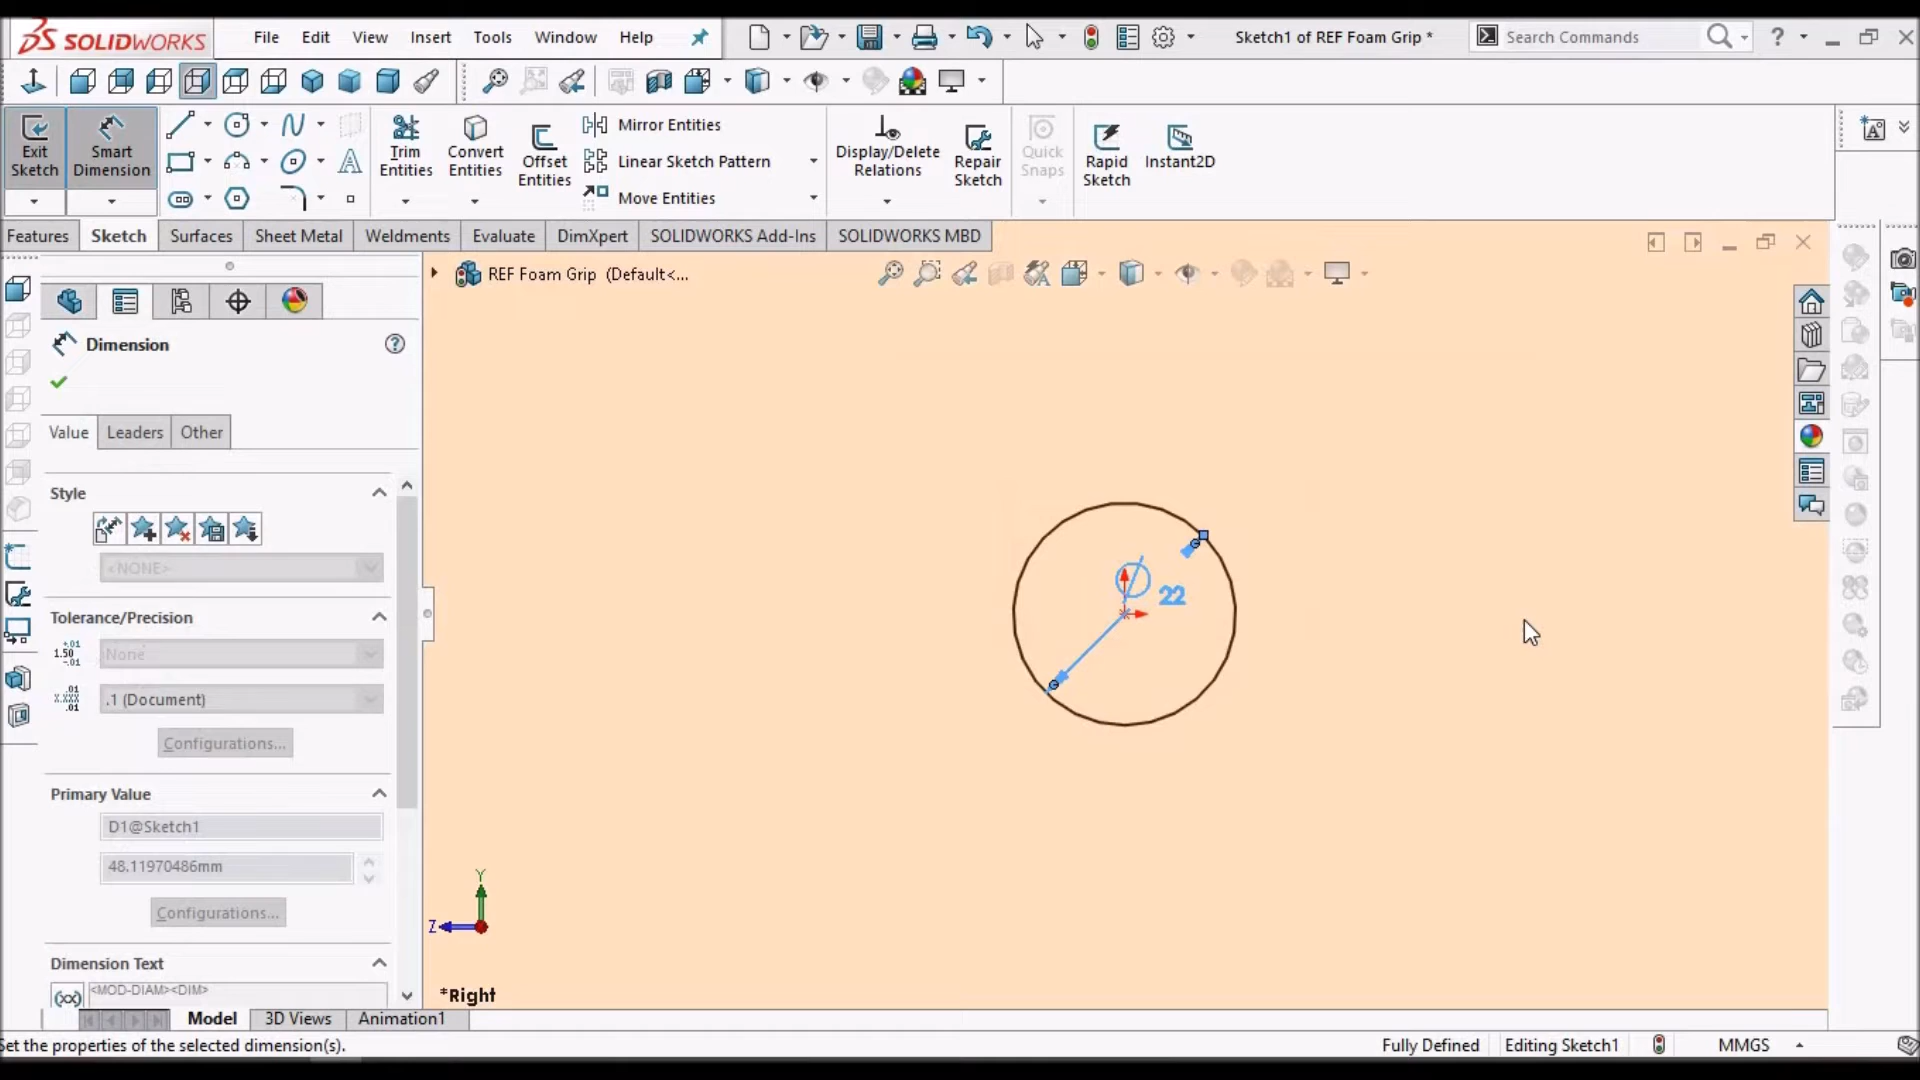 SOLIDWORKS
File Edit View Insert Tools Window Help
Sketch1 of REF Foam Grip *
Search Commands
?
Exit Sketch
Smart Dimension
Trim Entities
Convert Entities
Offset Entities
Mirror Entities
Linear Sketch Pattern
Move Entities
Display/Delete Relations
Repair Sketch
Quick Snaps
Rapid Sketch
Instant2D
Features Sketch Surfaces Sheet Metal Weldments Evaluate DimXpert SOLIDWORKS Add-Ins SOLIDWORKS MBD
REF Foam Grip (Default<...
Dimension
Value Leaders Other
Style
<NONE>
Tolerance/Precision
None
.1 (Document)
Configurations...
Primary Value
D1@Sketch1
48.11970486mm
Configurations...
Dimension Text
<MOD-DIAM><DIM>
22
Y
Z
*Right
Model 3D Views Animation1
Set the properties of the selected dimension(s).
Fully Defined Editing Sketch1 MMGS